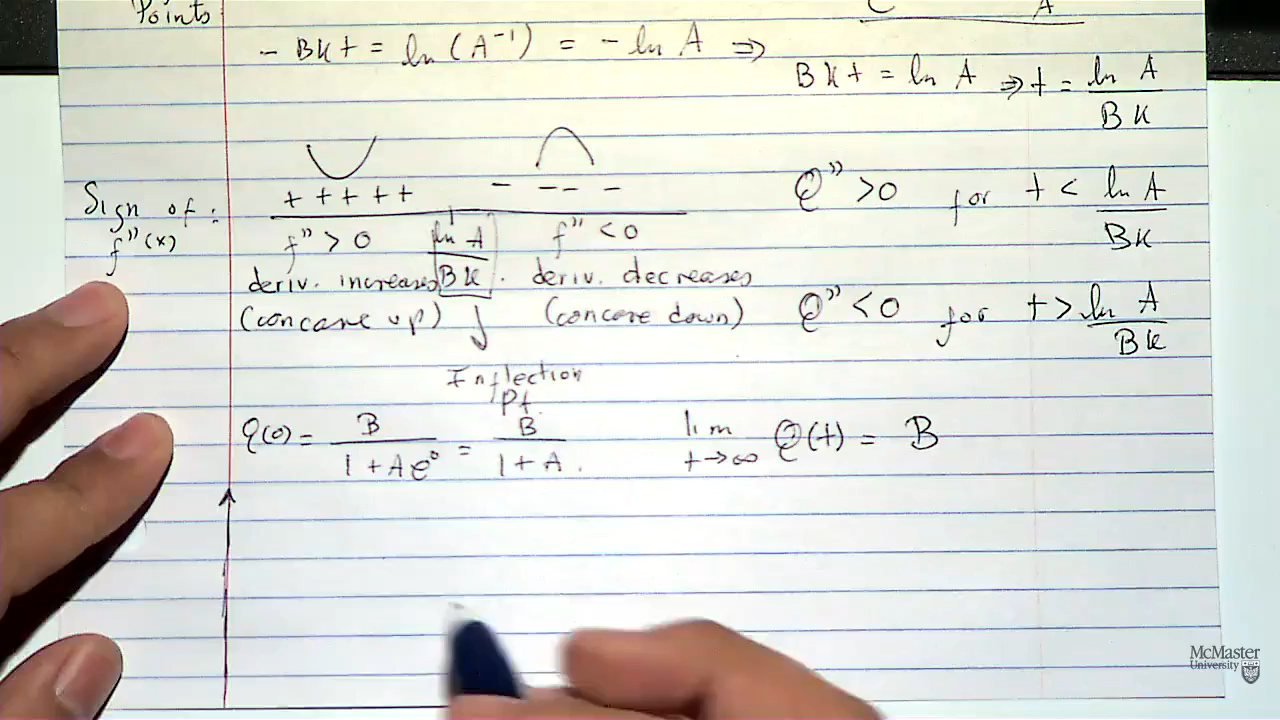 Points
- Bkt = ln (A⁻¹) = - ln A ⇒
Bkt = ln A ⇒ t = ln A / Bk
+ + + + + - - - -
Sign of : f''(x)
f'' > 0 ln A / Bk f'' < 0
Q'' > 0 for t < ln A / Bk
deriv. increases . deriv. decreases
(concave up) (concave down)
Q'' < 0 for t > ln A / Bk
Inflection
pt.
Q(0) = B / 1 + Ae⁰ = B / 1 + A . lim t→∞ Q(t) = B
McMaster
University